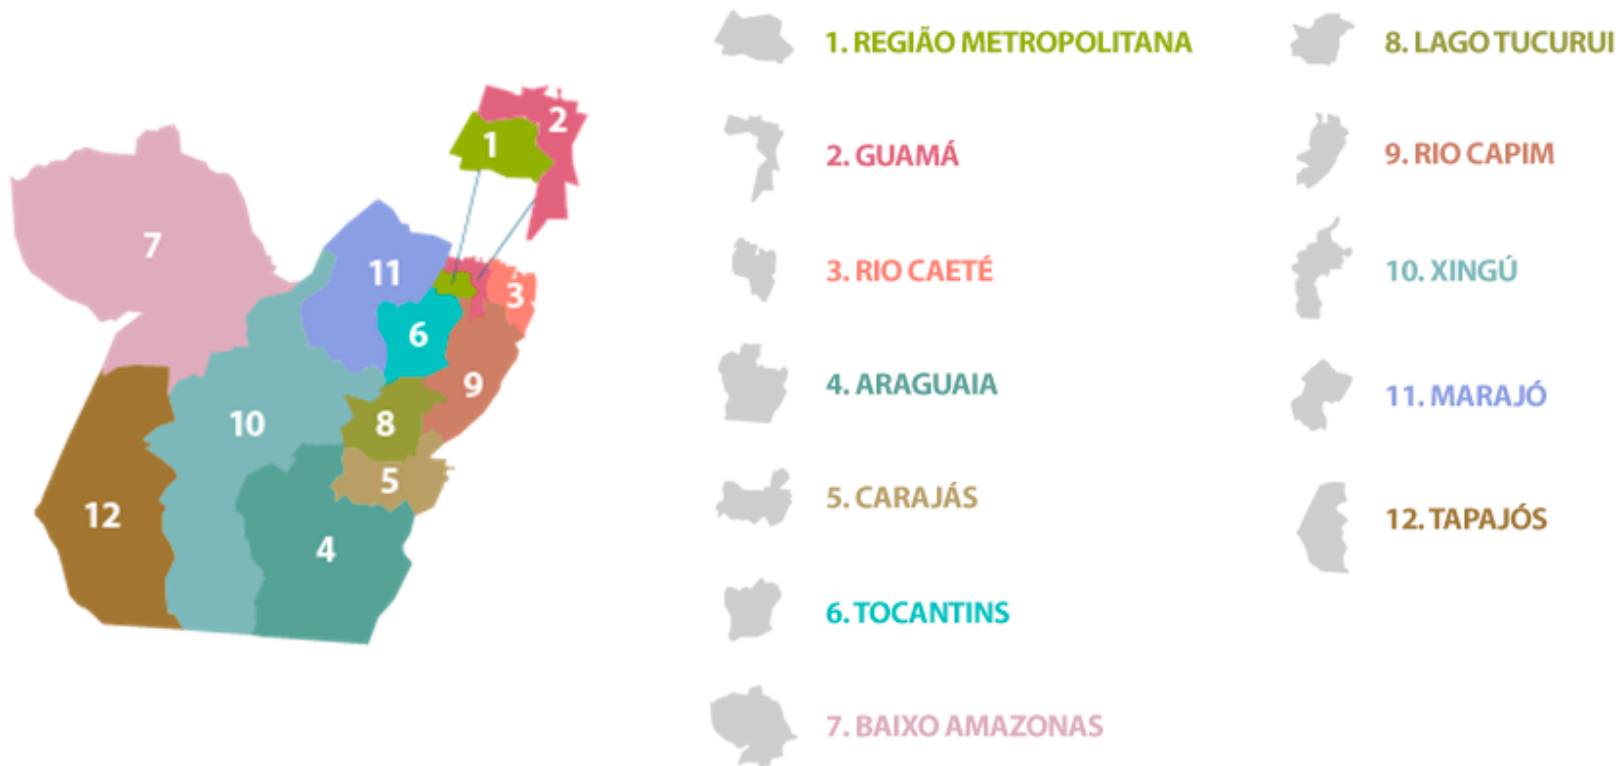 1
2
7
11
3
6
9
10
8
5
12
4
1. REGIÃO METROPOLITANA
2. GUAMÁ
3. RIO CAETÉ
4. ARAGUAIA
5. CARAJÁS
6. TOCANTINS
7. BAIXO AMAZONAS
8. LAGO TUCURUI
9. RIO CAPIM
10. XINGÚ
11. MARAJÓ
12. TAPAJÓS